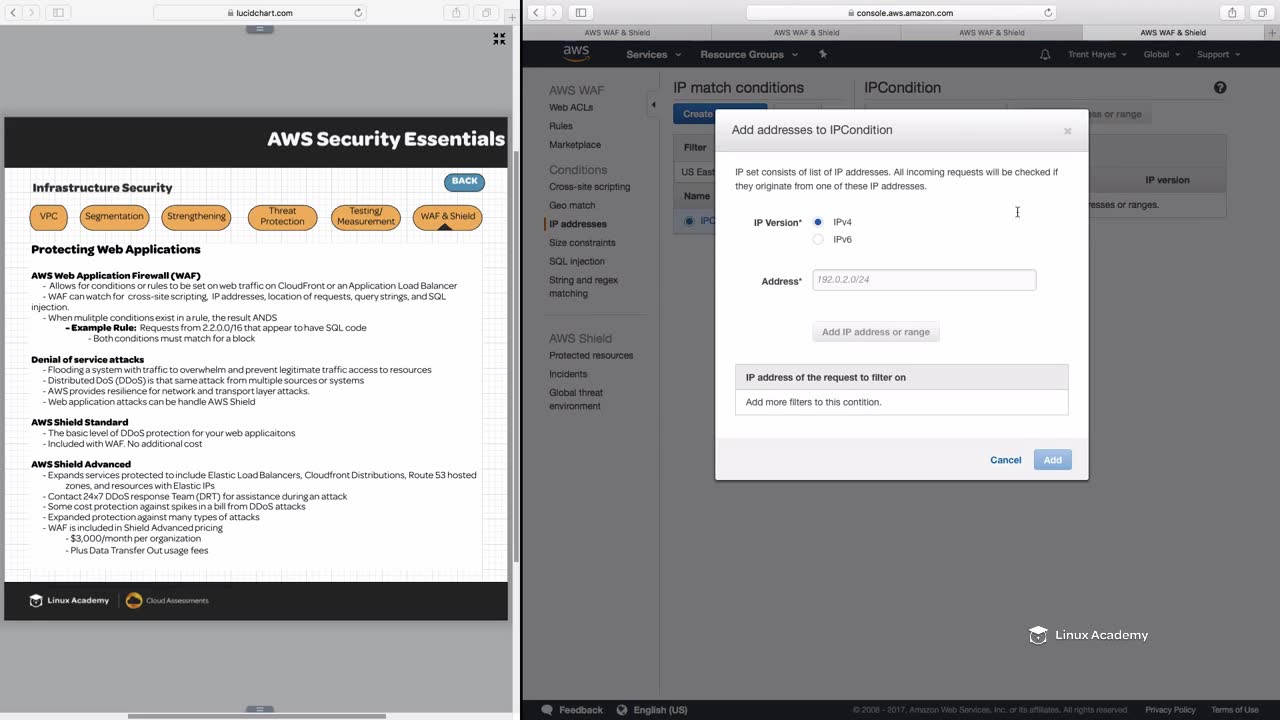 lucidchart.com
console.aws.amazon.com
AWS WAF & Shield
AWS WAF & Shield
AWS WAF & Shield
AWS WAF & Shield
aws
Services
Resource Groups
Trent Hayes
Global
Support
AWS Security Essentials
Infrastructure Security
BACK
VPC
Segmentation
Strengthening
Threat
Protection
Testing/
Measurement
WAF & Shield
Protecting Web Applications
AWS Web Application Firewall (WAF)
- Allows for conditions or rules to be set on web traffic on CloudFront or an Application Load Balancer
- WAF can watch for cross-site scripting, IP addresses, location of requests, query strings, and SQL
injection.
- When mulitple conditions exist in a rule, the result ANDS
- Example Rule: Requests from 2.2.0.0/16 that appear to have SQL code
- Both conditions must match for a block
Denial of service attacks
- Flooding a system with traffic to overwhelm and prevent legitimate traffic access to resources
- Distributed DoS (DDoS) is that same attack from multiple sources or systems
- AWS provides resilience for network and transport layer attacks.
- Web application attacks can be handle AWS Shield
AWS Shield Standard
- The basic level of DDoS protection for your web applicaitons
- Included with WAF. No additional cost
AWS Shield Advanced
- Expands services protected to include Elastic Load Balancers, Cloudfront Distributions, Route 53 hosted
zones, and resources with Elastic IPs
- Contact 24x7 DDoS response Team (DRT) for assistance during an attack
- Some cost protection against spikes in a bill from DDoS attacks
- Expanded protection against many types of attacks
- WAF is included in Shield Advanced pricing
- $3,000/month per organization
- Plus Data Transfer Out usage fees
Linux Academy
Cloud Assessments
AWS WAF
Web ACLs
Rules
Marketplace
Conditions
Cross-site scripting
Geo match
IP addresses
Size constraints
SQL injection
String and regex
matching
AWS Shield
Protected resources
Incidents
Global threat
environment
IP match conditions
Create
Filter
US East
Name
IPC
IPCondition
ess or range
IP version
resses or ranges.
Add addresses to IPCondition
IP set consists of list of IP addresses. All incoming requests will be checked if
they originate from one of these IP addresses.
IP Version*
IPv4
IPv6
Address*
192.0.2.0/24
Add IP address or range
IP address of the request to filter on
Add more filters to this contition.
Cancel
Add
Linux Academy
Feedback
English (US)
© 2008 - 2017, Amazon Web Services, Inc. or its affiliates. All rights reserved.
Privacy Policy
Terms of Use